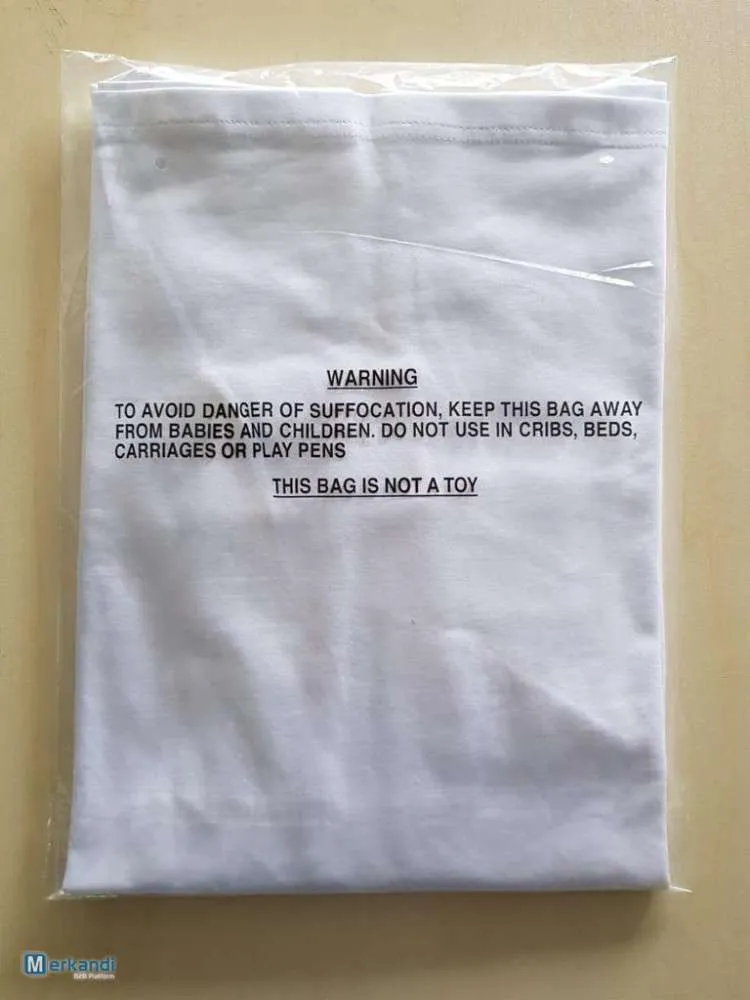 WARNING
TO AVOID DANGER OF SUFFOCATION, KEEP THIS BAG AWAY
FROM BABIES AND CHILDREN. DO NOT USE IN CRIBS, BEDS,
CARRIAGES OR PLAY PENS
THIS BAG IS NOT A TOY
Merkandi
B2B Platform